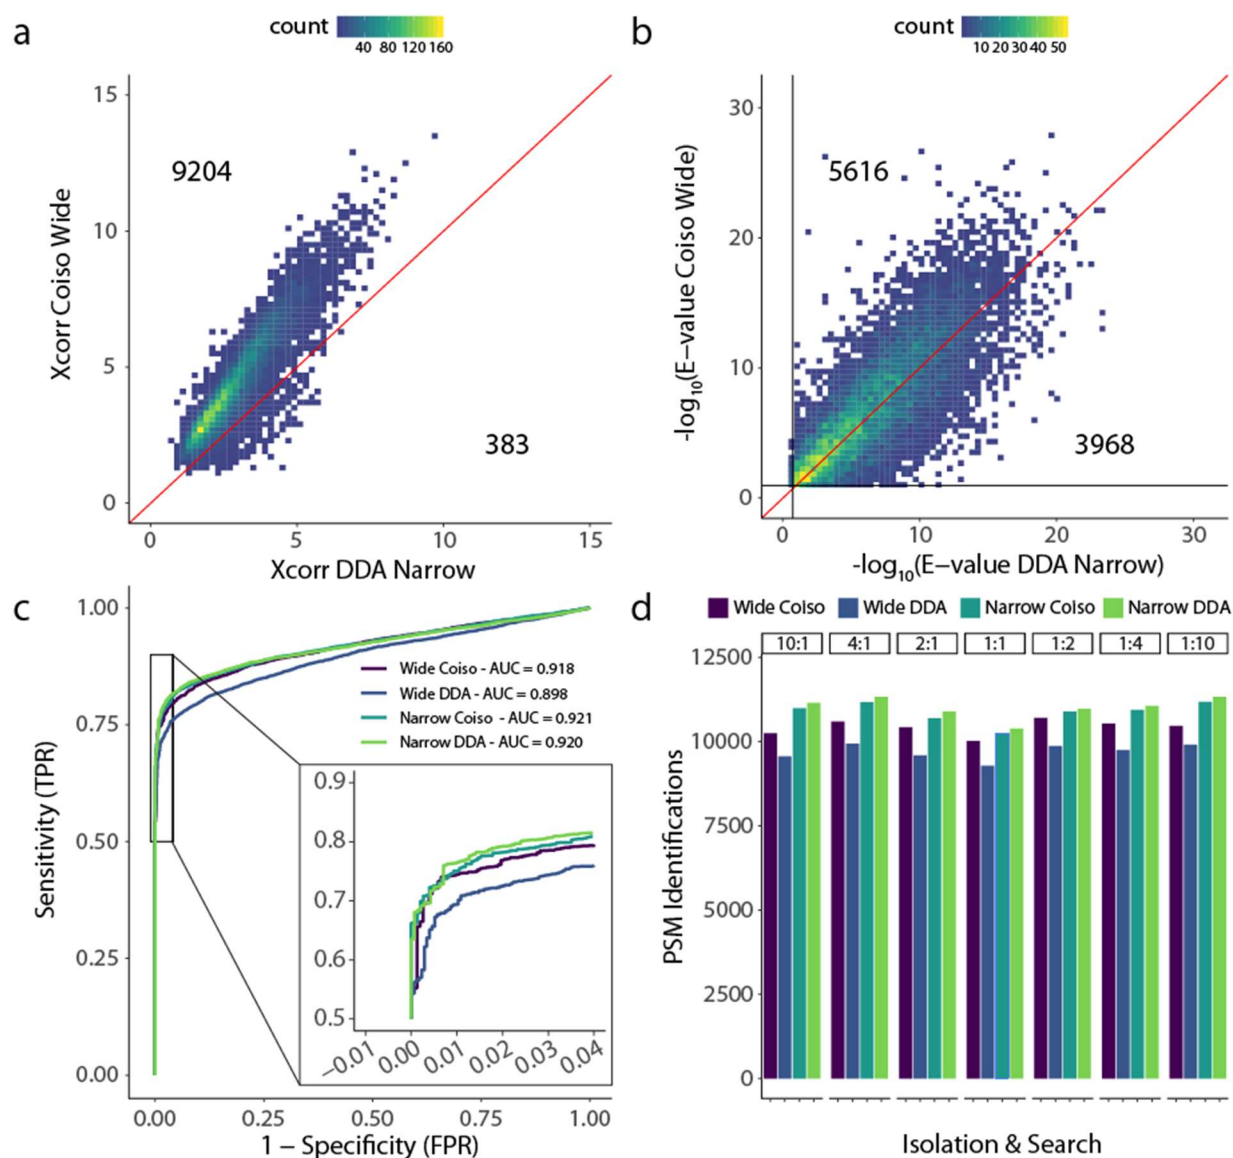 a
count
40 80 120 160
15
10
5
0
9204
383
Xcorr Coiso Wide
0 5 10 15
Xcorr DDA Narrow
b
count
10 20 30 40 50
30
20
10
0
5616
3968
-log10(E−value Coiso Wide)
0 10 20 30
-log10(E−value DDA Narrow)
c
1.00
0.75
0.50
0.25
0.00
Sensitivity (TPR)
Wide Coiso - AUC = 0.918
Wide DDA - AUC = 0.898
Narrow Coiso - AUC = 0.921
Narrow DDA - AUC = 0.920
0.9
0.8
0.7
0.6
0.5
−0.01 0.00 0.01 0.02 0.03 0.04
0.00 0.25 0.50 0.75 1.00
1 − Specificity (FPR)
d
Wide Coiso Wide DDA Narrow Coiso Narrow DDA
10:1 4:1 2:1 1:1 1:2 1:4 1:10
12500
10000
7500
5000
2500
0
PSM Identifications
Isolation & Search